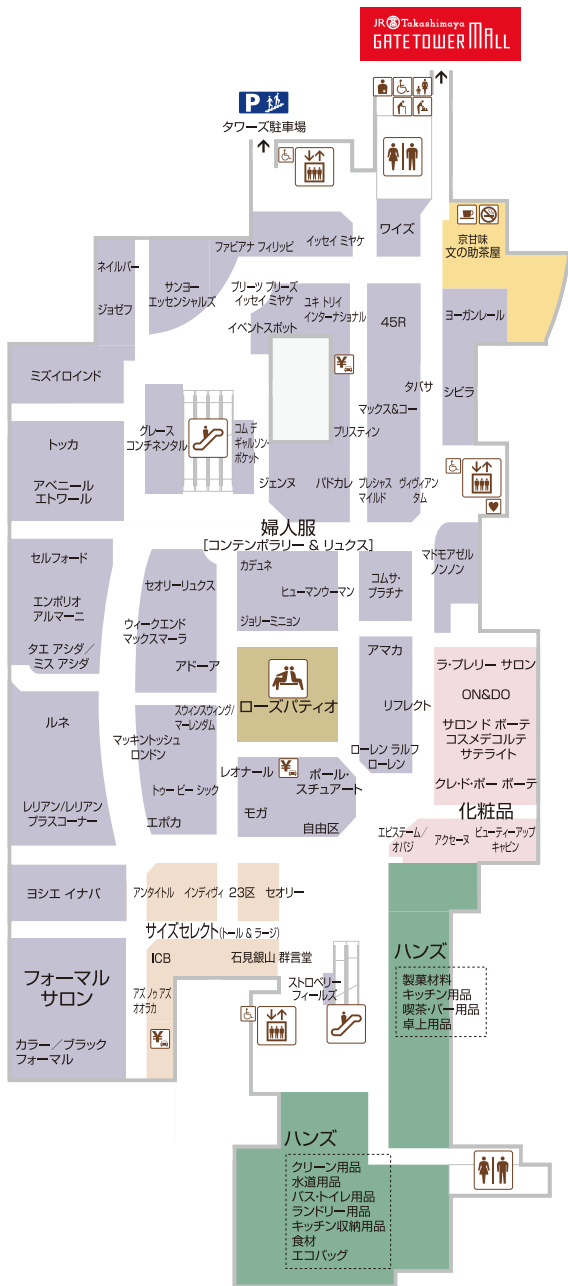 JR髙Takashimaya
GATETOWER MALL
P
タワーズ駐車場
ワイズ
京甘味
文の助茶屋
ファビアナ フィリッピ
イッセイ ミヤケ
ネイルバー
ジョゼフ
サンヨー
エッセンシャルズ
プリーツ プリーズ
イッセイ ミヤケ
ユキ トリイ
インターナショナル
イベントスポット
45R
ヨーガンレール
ミズイロインド
タバサ
シビラ
マックス&コー
プリスティン
グレース
コンチネンタル
コム デ
ギャルソン・
ポケット
トッカ
アベニール
エトワール
ジェンヌ
パドカレ
プレシャス
マイルド
ヴィヴィアン
タム
婦人服
[コンテンポラリー & リュクス]
マドモアゼル
ノンノン
セルフォード
エンポリオ
アルマーニ
タエ アシダ/
ミス アシダ
セオリーリュクス
ウィークエンド
マックスマーラ
アドーア
カデュネ
ヒューマンウーマン
ジョリーミニョン
コムサ・
プラチナ
アマカ
リフレクト
ローレン ラルフ
ローレン
ラ・プレリー サロン
ON&DO
サロン ド ボーテ
コスメデコルテ
サテライト
クレ・ド・ポー ボーテ
ローズパティオ
スウィンスウィング/
マーレンダム
ルネ
マッキントッシュ
ロンドン
トゥー ビー シック
エポカ
レリアン/レリアン
プラスコーナー
レオナール
ポール・
スチュアート
モガ
自由区
化粧品
エピステーム/
オバジ
アクセーヌ
ビューティーアップ
キャビン
ヨシエ イナバ
アンタイトル
インディヴィ
23区
セオリー
サイズセレクト(トール & ラージ)
ICB
石見銀山 群言堂
フォーマル
サロン
カラー/ブラック
フォーマル
アズ ノゥ アズ
オオラカ
ストロベリー
フィールズ
ハンズ
製菓材料
キッチン用品
喫茶・バー用品
卓上用品
ハンズ
クリーン用品
水道用品
バス・トイレ用品
ランドリー用品
キッチン収納用品
食材
エコバッグ